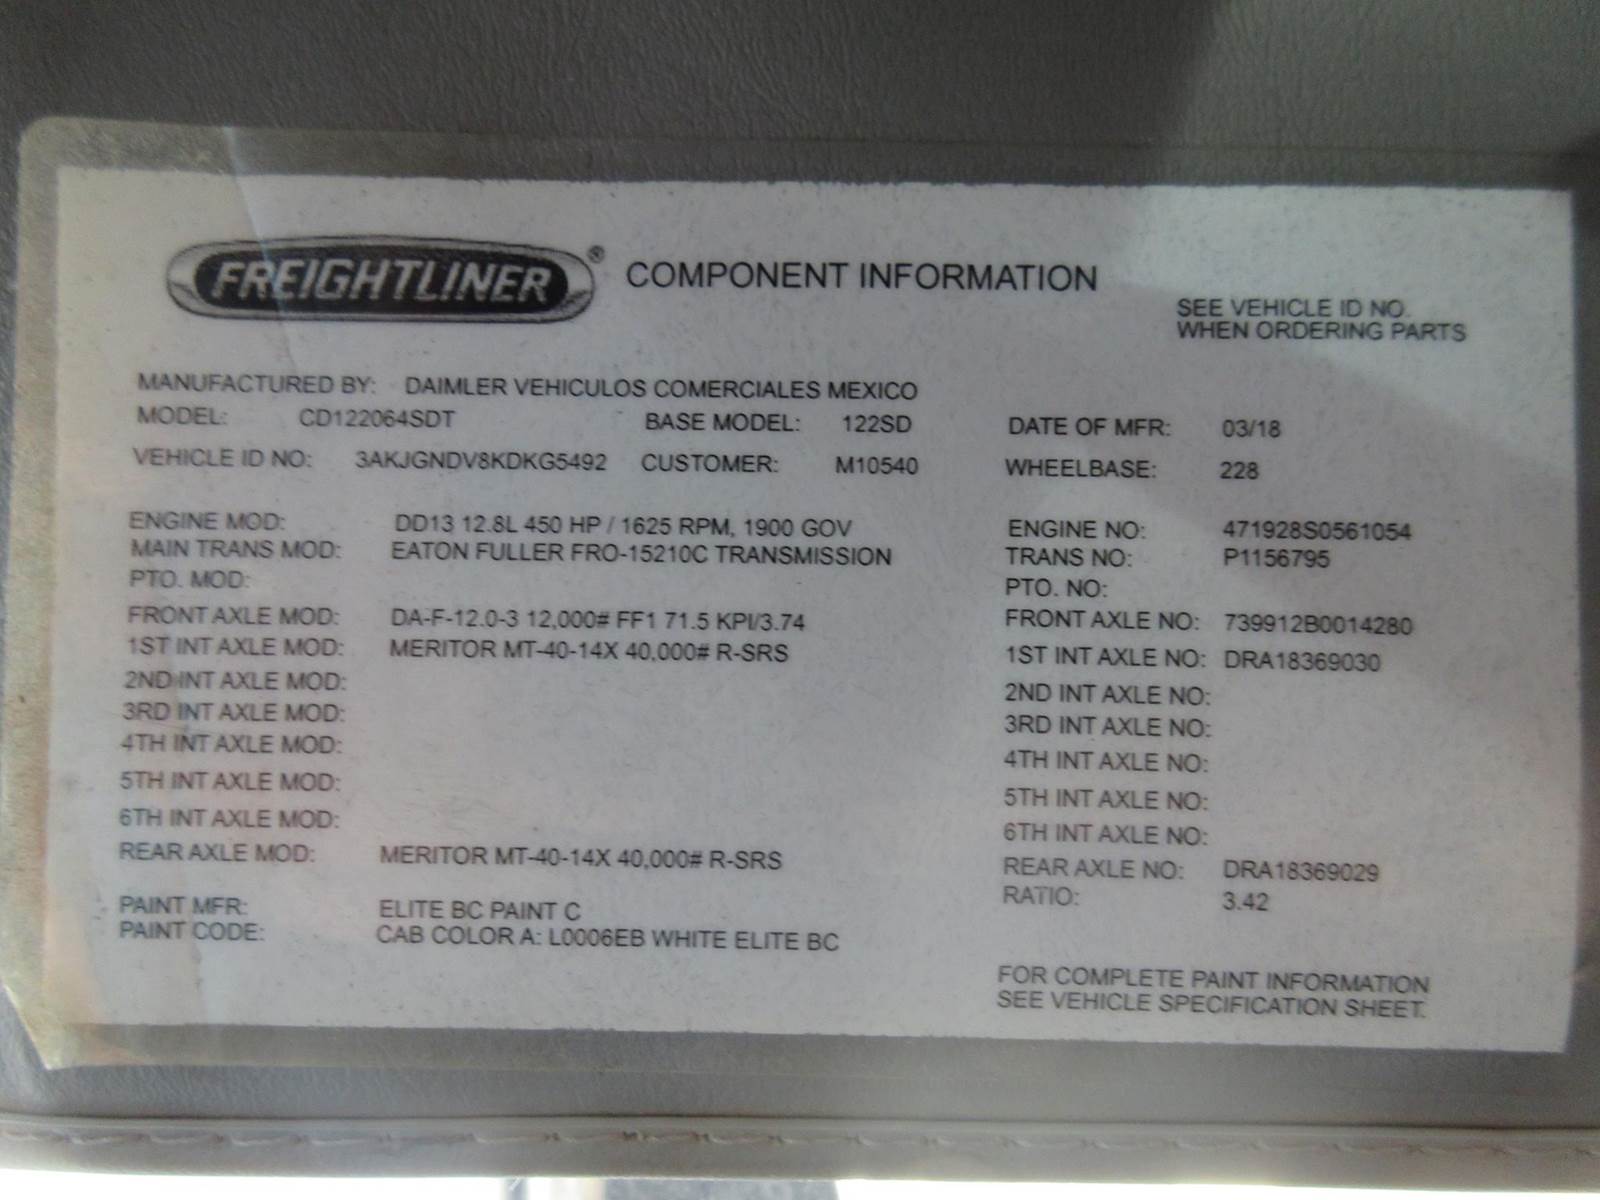 FREIGHTLINER® COMPONENT INFORMATION
SEE VEHICLE ID NO.
WHEN ORDERING PARTS
MANUFACTURED BY: DAIMLER VEHICULOS COMERCIALES MEXICO
MODEL: CD122064SDT BASE MODEL: 122SD DATE OF MFR: 03/18
VEHICLE ID NO: 3AKJGNDV8KDKG5492 CUSTOMER: M10540 WHEELBASE: 228
ENGINE MOD: DD13 12.8L 450 HP / 1625 RPM, 1900 GOV ENGINE NO: 471928S0561054
MAIN TRANS MOD: EATON FULLER FRO-15210C TRANSMISSION TRANS NO: P1156795
PTO. MOD: PTO. NO:
FRONT AXLE MOD: DA-F-12.0-3 12,000# FF1 71.5 KPI/3.74 FRONT AXLE NO: 739912B0014280
1ST INT AXLE MOD: MERITOR MT-40-14X 40,000# R-SRS 1ST INT AXLE NO: DRA18369030
2ND INT AXLE MOD: 2ND INT AXLE NO:
3RD INT AXLE MOD: 3RD INT AXLE NO:
4TH INT AXLE MOD: 4TH INT AXLE NO:
5TH INT AXLE MOD: 5TH INT AXLE NO:
6TH INT AXLE MOD: 6TH INT AXLE NO:
REAR AXLE MOD: MERITOR MT-40-14X 40,000# R-SRS REAR AXLE NO: DRA18369029
RATIO: 3.42
PAINT MFR: ELITE BC PAINT C
PAINT CODE: CAB COLOR A: L0006EB WHITE ELITE BC
FOR COMPLETE PAINT INFORMATION
SEE VEHICLE SPECIFICATION SHEET.